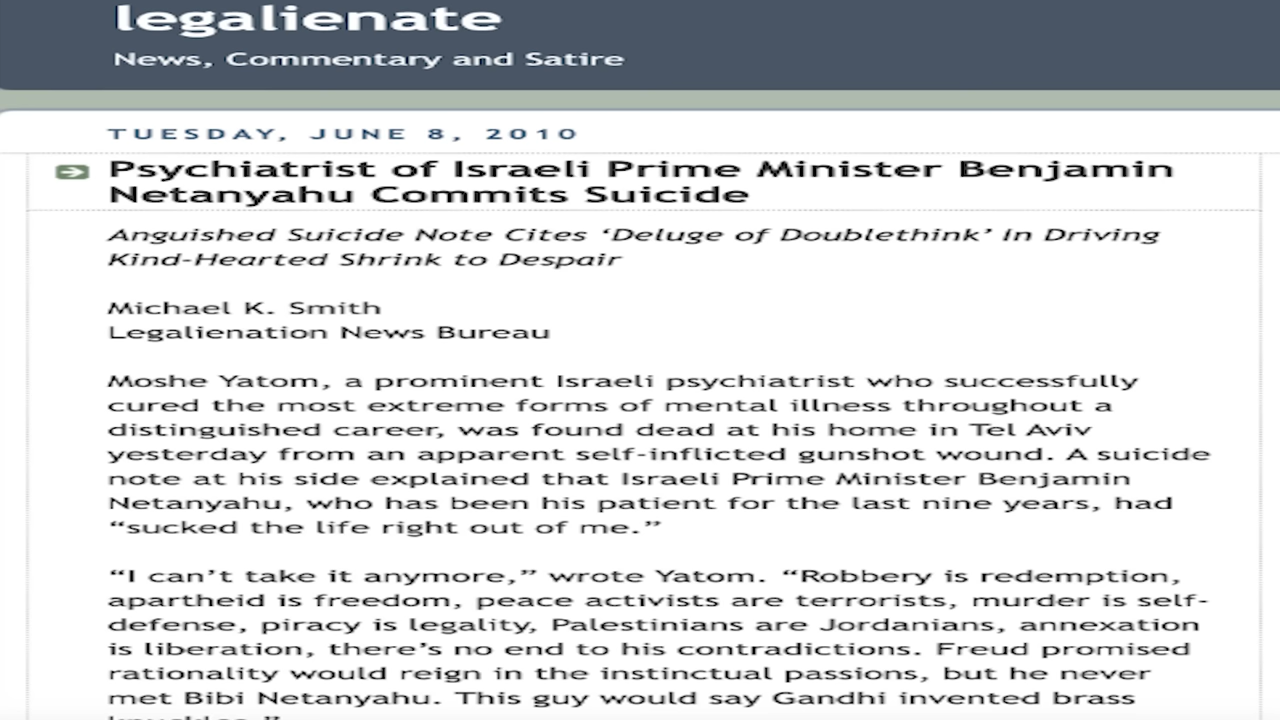 legalienate
News, Commentary and Satire
TUESDAY, JUNE 8, 2010
Psychiatrist of Israeli Prime Minister Benjamin
Netanyahu Commits Suicide
Anguished Suicide Note Cites ‘Deluge of Doublethink’ In Driving
Kind-Hearted Shrink to Despair
Michael K. Smith
Legalienation News Bureau
Moshe Yatom, a prominent Israeli psychiatrist who successfully
cured the most extreme forms of mental illness throughout a
distinguished career, was found dead at his home in Tel Aviv
yesterday from an apparent self-inflicted gunshot wound. A suicide
note at his side explained that Israeli Prime Minister Benjamin
Netanyahu, who has been his patient for the last nine years, had
“sucked the life right out of me.”
“I can’t take it anymore,” wrote Yatom. “Robbery is redemption,
apartheid is freedom, peace activists are terrorists, murder is self-
defense, piracy is legality, Palestinians are Jordanians, annexation
is liberation, there’s no end to his contradictions. Freud promised
rationality would reign in the instinctual passions, but he never
met Bibi Netanyahu. This guy would say Gandhi invented brass